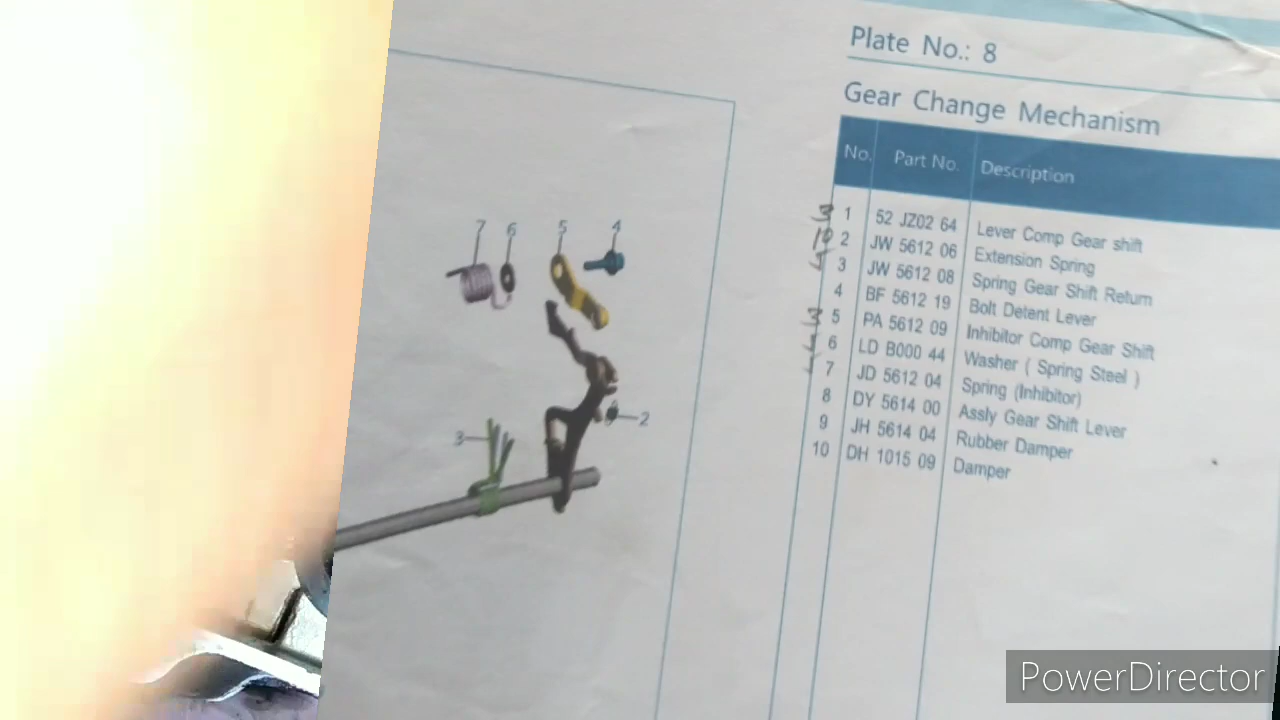 Plate No.: 8
Gear Change Mechanism
No. Part No. Description
1 52 JZ02 64 Lever Comp Gear shift
2 JW 5612 06 Extension Spring
3 JW 5612 08 Spring Gear Shift Return
4 BF 5612 19 Bolt Detent Lever
5 PA 5612 09 Inhibitor Comp Gear Shift
6 LD B000 44 Washer ( Spring Steel )
7 JD 5612 04 Spring (Inhibitor)
8 DY 5614 00 Assly Gear Shift Lever
9 JH 5614 04 Rubber Damper
10 DH 1015 09 Damper
7 6 5 4
2
3
PowerDirector